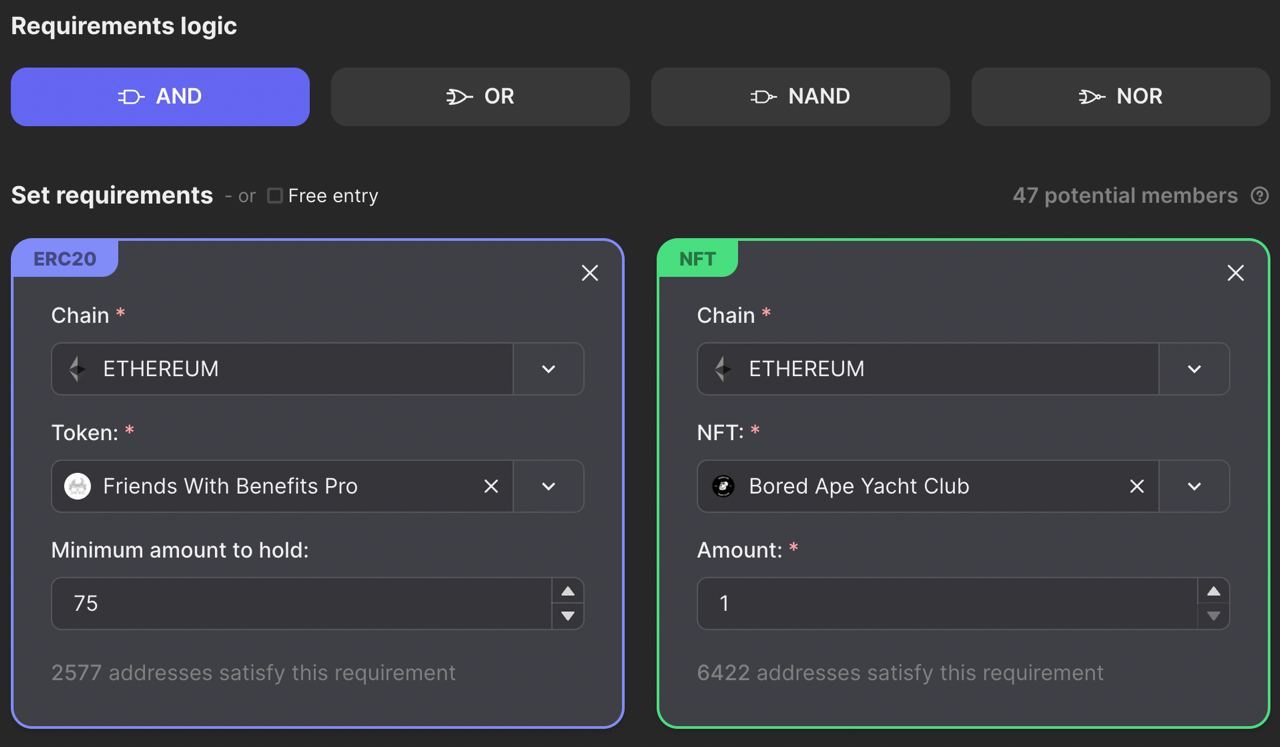 Requirements logic
AND
OR
NAND
NOR
Set requirements - or Free entry
47 potential members
ERC20
Chain *
ETHEREUM
Token: *
Friends With Benefits Pro
Minimum amount to hold:
75
2577 addresses satisfy this requirement
NFT
Chain *
ETHEREUM
NFT: *
Bored Ape Yacht Club
Amount: *
1
6422 addresses satisfy this requirement